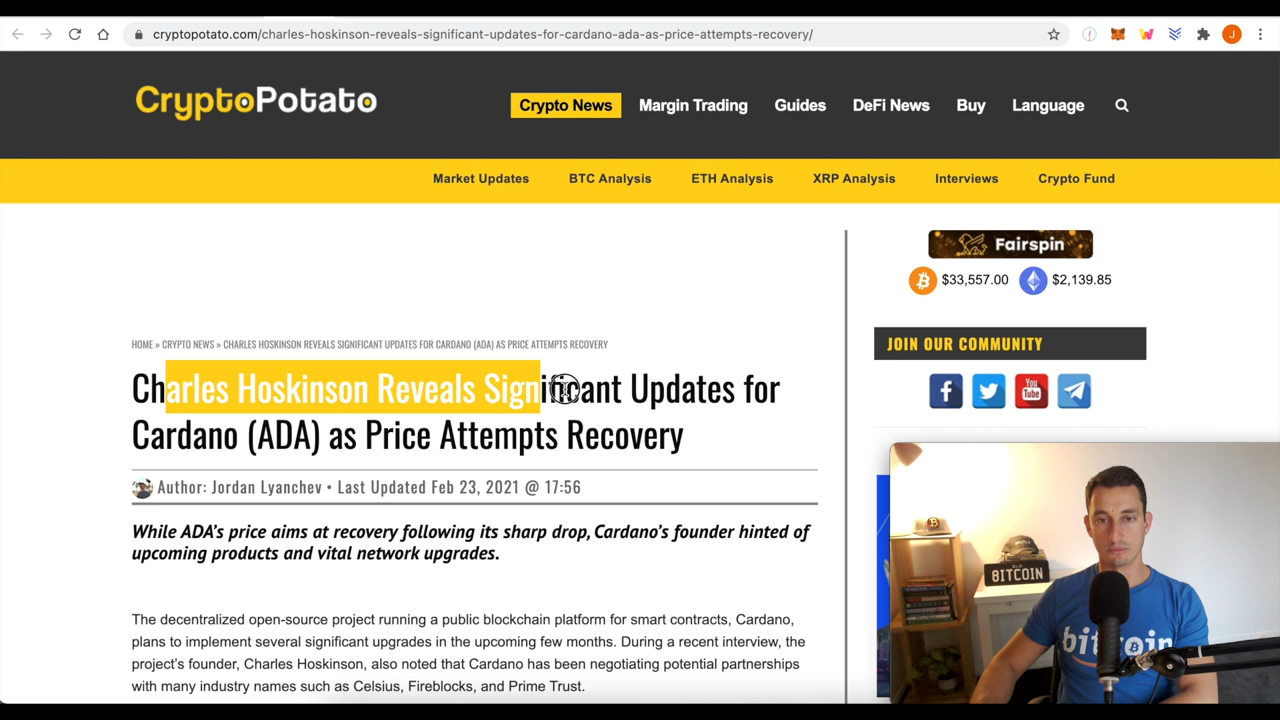 cryptopotato.com/charles-hoskinson-reveals-significant-updates-for-cardano-ada-as-price-attempts-recovery/
J
CryptoPotato
Crypto News Margin Trading Guides DeFi News Buy Language
Market Updates BTC Analysis ETH Analysis XRP Analysis Interviews Crypto Fund
Fairspin
$33,557.00 $2,139.85
HOME » CRYPTO NEWS » CHARLES HOSKINSON REVEALS SIGNIFICANT UPDATES FOR CARDANO (ADA) AS PRICE ATTEMPTS RECOVERY
JOIN OUR COMMUNITY
Charles Hoskinson Reveals Significant Updates for
Cardano (ADA) as Price Attempts Recovery
You
Tube
Author: Jordan Lyanchev • Last Updated Feb 23, 2021 @ 17:56
While ADA's price aims at recovery following its sharp drop, Cardano's founder hinted of
upcoming products and vital network upgrades.
The decentralized open-source project running a public blockchain platform for smart contracts, Cardano,
plans to implement several significant upgrades in the upcoming few months. During a recent interview, the
project's founder, Charles Hoskinson, also noted that Cardano has been negotiating potential partnerships
with many industry names such as Celsius, Fireblocks, and Prime Trust.
BITCOIN
bitcoin